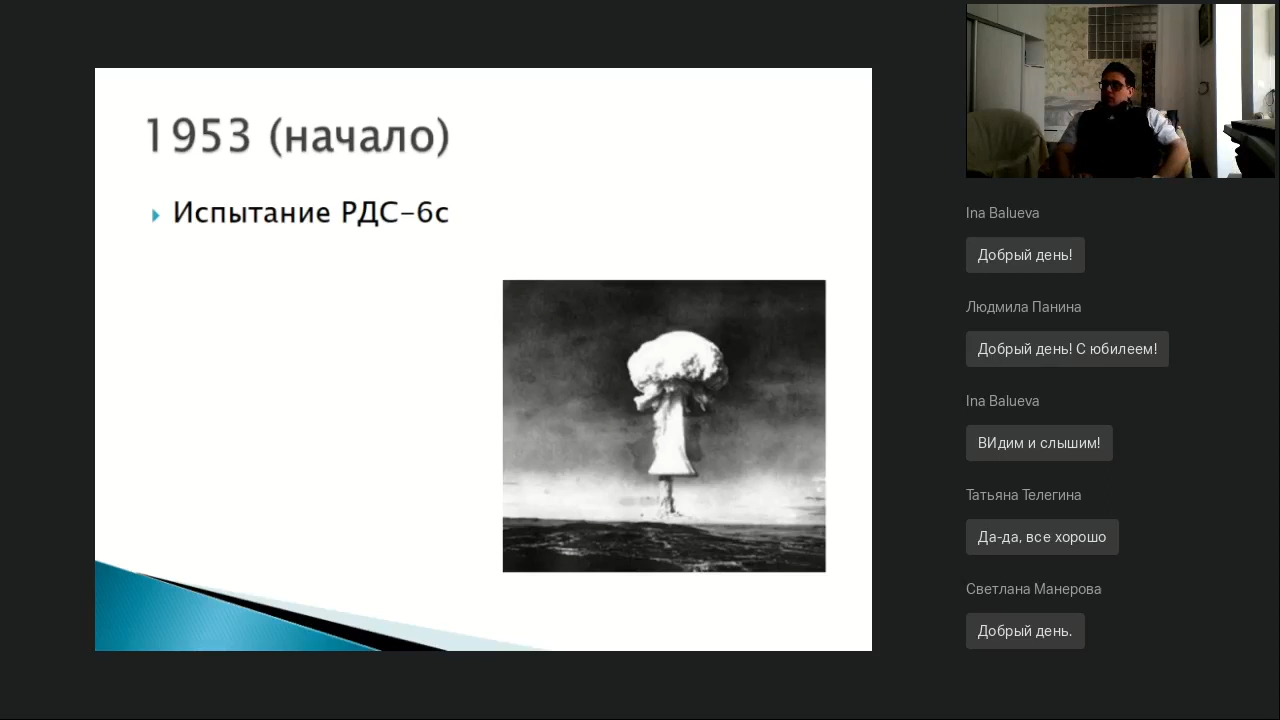 1953 (начало)
Испытание РДС-6с
Ina Balueva
Добрый день!
Людмила Панина
Добрый день! С юбилеем!
Ina Balueva
ВИдим и слышим!
Татьяна Телегина
Да-да, все хорошо
Светлана Манерова
Добрый день.